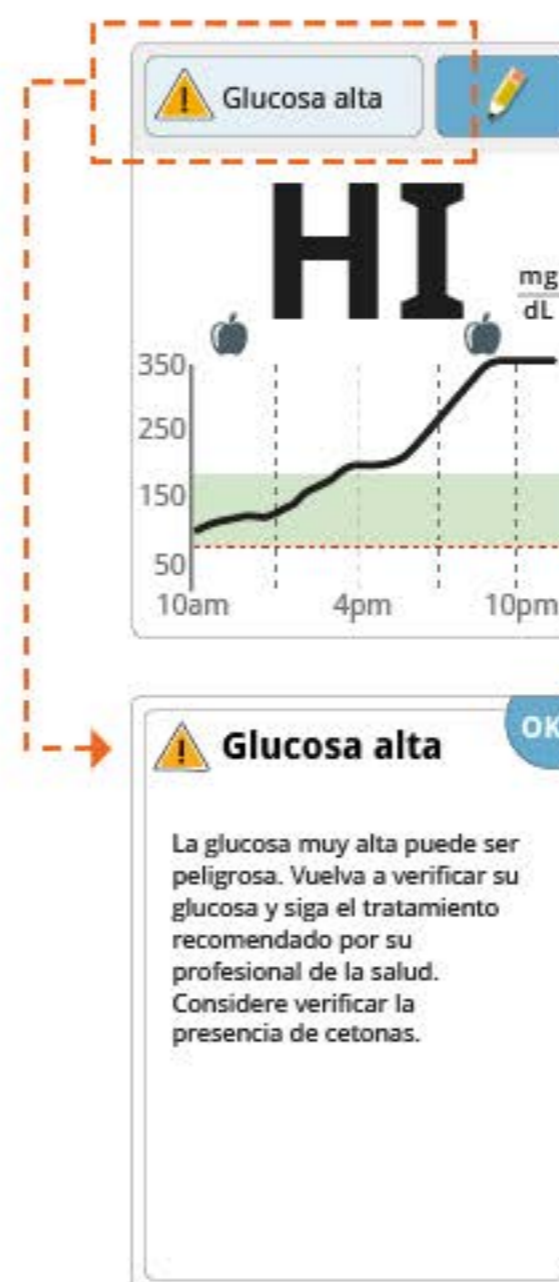 Glucosa alta
HI
mg
dL
350
250
150
50
10am 4pm 10pm
Glucosa alta
OK
La glucosa muy alta puede ser
peligrosa. Vuelva a verificar su
glucosa y siga el tratamiento
recomendado por su
profesional de la salud.
Considere verificar la
presencia de cetonas.